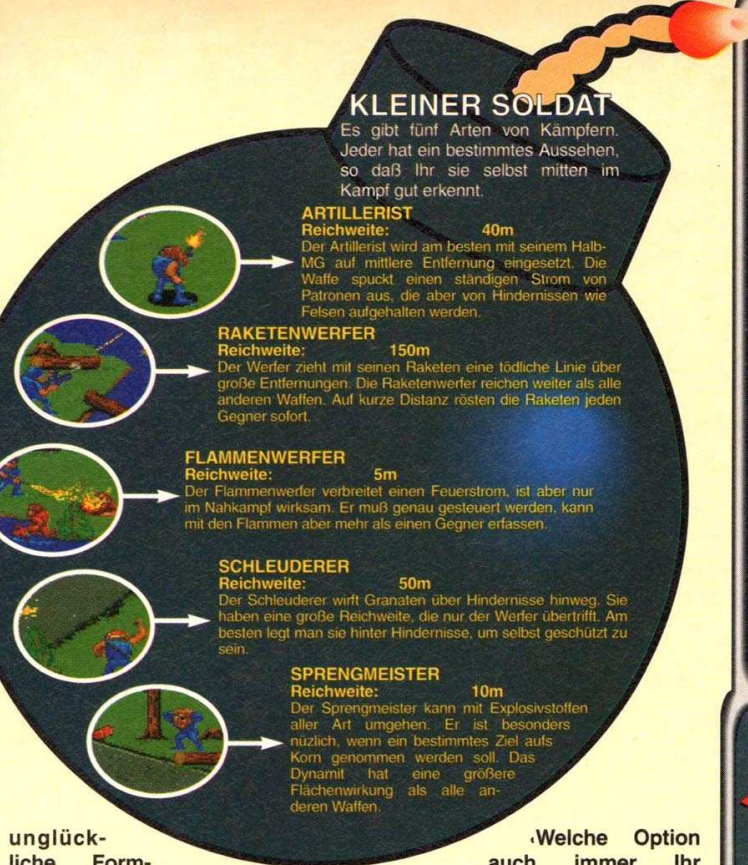 KLEINER SOLDAT
Es gibt fünf Arten von Kämpfern.
Jeder hat ein bestimmtes Aussehen,
so daß Ihr sie selbst mitten im
Kampf gut erkennt.
ARTILLERIST
Reichweite: 40m
Der Artillerist wird am besten mit seinem Halb-
MG auf mittlere Entfernung eingesetzt. Die
Waffe spuckt einen ständigen Strom von
Patronen aus, die aber von Hindernissen wie
Felsen aufgehalten werden.
RAKETENWERFER
Reichweite: 150m
Der Werfer zieht mit seinen Raketen eine tödliche Linie über
große Entfernungen. Die Raketenwerfer reichen weiter als alle
anderen Waffen. Auf kurze Distanz rösten die Raketen jeden
Gegner sofort.
FLAMMENWERFER
Reichweite: 5m
Der Flammenwerfer verbreitet einen Feuerstrom, ist aber nur
im Nahkampf wirksam. Er muß genau gesteuert werden, kann
mit den Flammen aber mehr als einen Gegner erfassen.
SCHLEUDERER
Reichweite: 50m
Der Schleuderer wirft Granaten über Hindernisse hinweg. Sie
haben eine große Reichweite, die nur der Werfer übertrifft. Am
besten legt man sie hinter Hindernisse, um selbst geschützt zu
sein.
SPRENGMEISTER
Reichweite: 10m
Der Sprengmeister kann mit Explosivstoffen
aller Art umgehen. Er ist besonders
nüzlich, wenn ein bestimmtes Ziel aufs
Korn genommen werden soll. Das
Dynamit hat eine größere
Flächenwirkung als alle an-
deren Waffen.
unglück-
liche Form-
Welche Option
auch immer Ihr